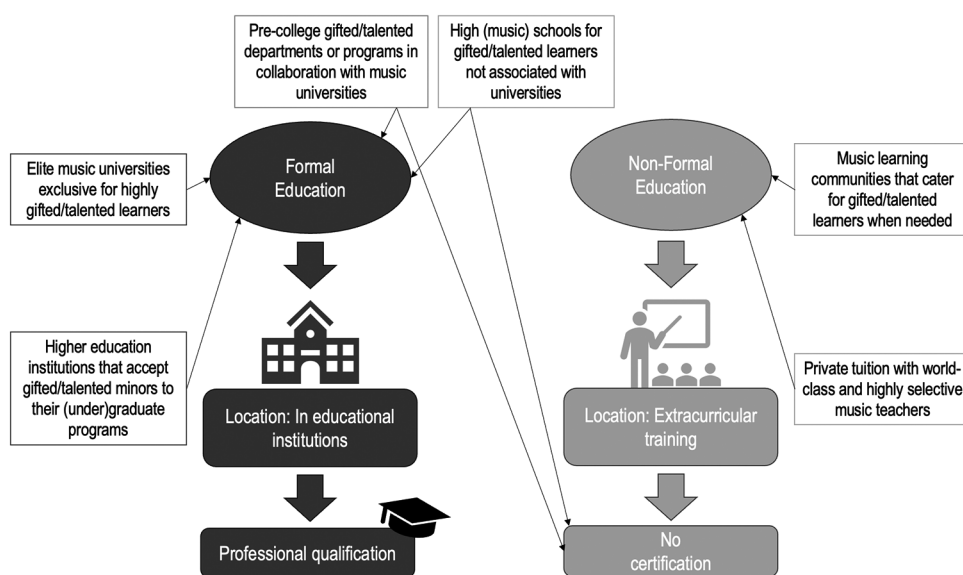 Pre-college gifted/talented
departments or programs in
collaboration with music
universities
High (music) schools for
gifted/talented learners
not associated with
universities
Elite music universities
exclusive for highly
gifted/talented learners
Formal
Education
Non-Formal
Education
Music learning
communities that cater
for gifted/talented
learners when needed
Higher education
institutions that accept
gifted/talented minors to
their (under)graduate
programs
Location: In educational
institutions
Location: Extracurricular
training
Private tuition with world-
class and highly selective
music teachers
Professional qualification
No
certification